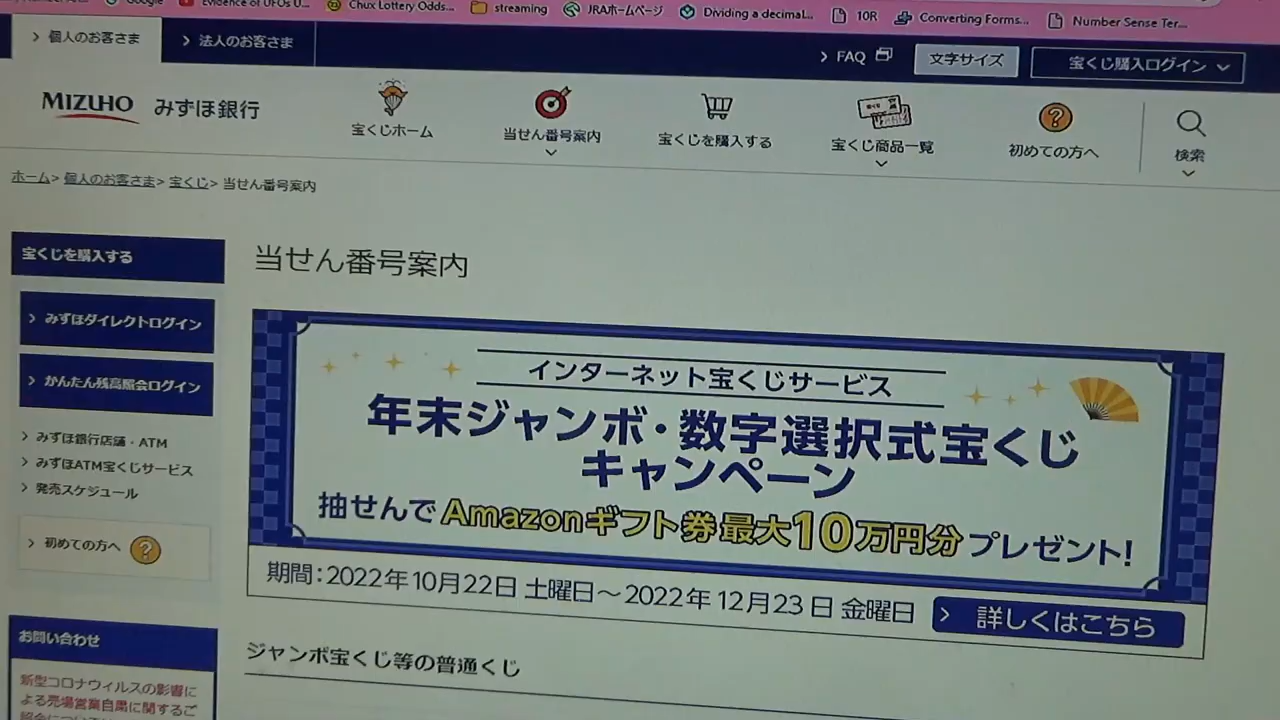 Google
Evidence of UFOs U...
Chux Lottery Odds...
streaming
JRAホームページ
Dividing a decimal...
10R
Converting Forms...
Number Sense Ter...
> 個人のお客さま
> 法人のお客さま
> FAQ
文字サイズ
宝くじ購入ログイン
MIZUHO みずほ銀行
宝くじホーム
当せん番号案内
宝くじを購入する
宝くじ商品一覧
初めての方へ
検索
ホーム> 個人のお客さま> 宝くじ> 当せん番号案内
宝くじを購入する
> みずほダイレクトログイン
> かんたん残高照会ログイン
> みずほ銀行店舗・ATM
> みずほATM宝くじサービス
> 発売スケジュール
> 初めての方へ ?
お問い合わせ
新型コロナウィルスの影響に
よる売場営業自粛に関するご
当せん番号案内
インターネット宝くじサービス
年末ジャンボ・数字選択式宝くじ
キャンペーン
抽せんでAmazonギフト券最大10万円分プレゼント!
期間:2022年10月22日 土曜日～2022年12月23日 金曜日
> 詳しくはこちら
ジャンボ宝くじ等の普通くじ